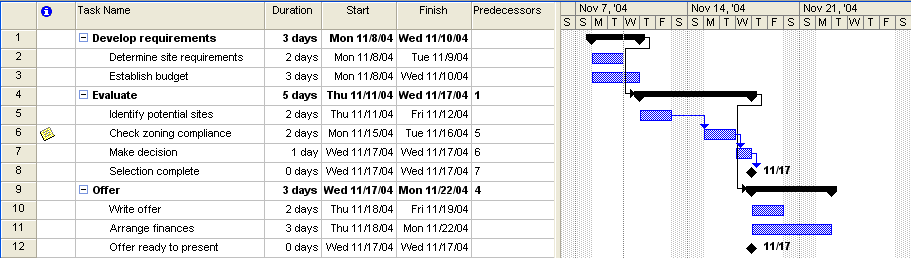 Task Name Duration Start Finish Predecessors Nov 7, '04 Nov 14, '04 Nov 21, '04
S S M T W T F S S M T W T F S S M T W T F S
1 Develop requirements 3 days Mon 11/8/04 Wed 11/10/04
2 Determine site requirements 2 days Mon 11/8/04 Tue 11/9/04
3 Establish budget 3 days Mon 11/8/04 Wed 11/10/04
4 Evaluate 5 days Thu 11/11/04 Wed 11/17/04 1
5 Identify potential sites 2 days Thu 11/11/04 Fri 11/12/04
6 Check zoning compliance 2 days Mon 11/15/04 Tue 11/16/04 5
7 Make decision 1 day Wed 11/17/04 Wed 11/17/04 6
8 Selection complete 0 days Wed 11/17/04 Wed 11/17/04 7 11/17
9 Offer 3 days Wed 11/17/04 Mon 11/22/04 4
10 Write offer 2 days Thu 11/18/04 Fri 11/19/04
11 Arrange finances 3 days Thu 11/18/04 Mon 11/22/04
12 Offer ready to present 0 days Wed 11/17/04 Wed 11/17/04 11/17